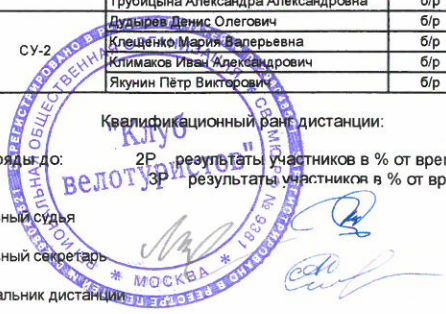 Трубицына Александра Александровна б/р
Дудырев Денис Олегович б/р
СУ-2 Клещенко Мария Валерьевна б/р
Климаков Иван Александрович б/р
Якунин Пётр Викторович б/р
Квалификационный ранг дистанции:
ряды до: 2Р результаты участников в % от врем
3Р результаты участников в % от вр
ный судья
ный секретарь
альник дистанции
"Клуб
велотуристов"
МОСКВА